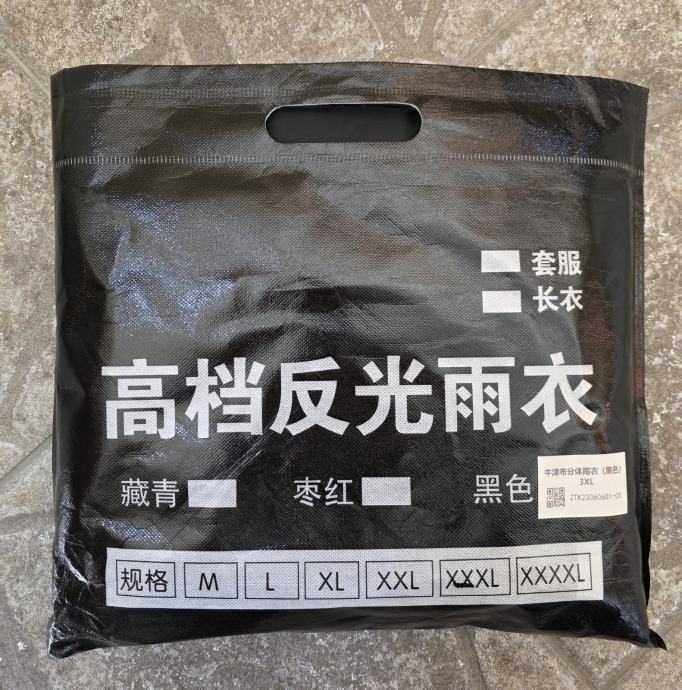 套服
长衣
高档反光雨衣
藏青 枣红 黑色
牛津布分体雨衣（黑色）
3XL
ZTK23060601-05
规格 M L XL XXL XXXL XXXXL